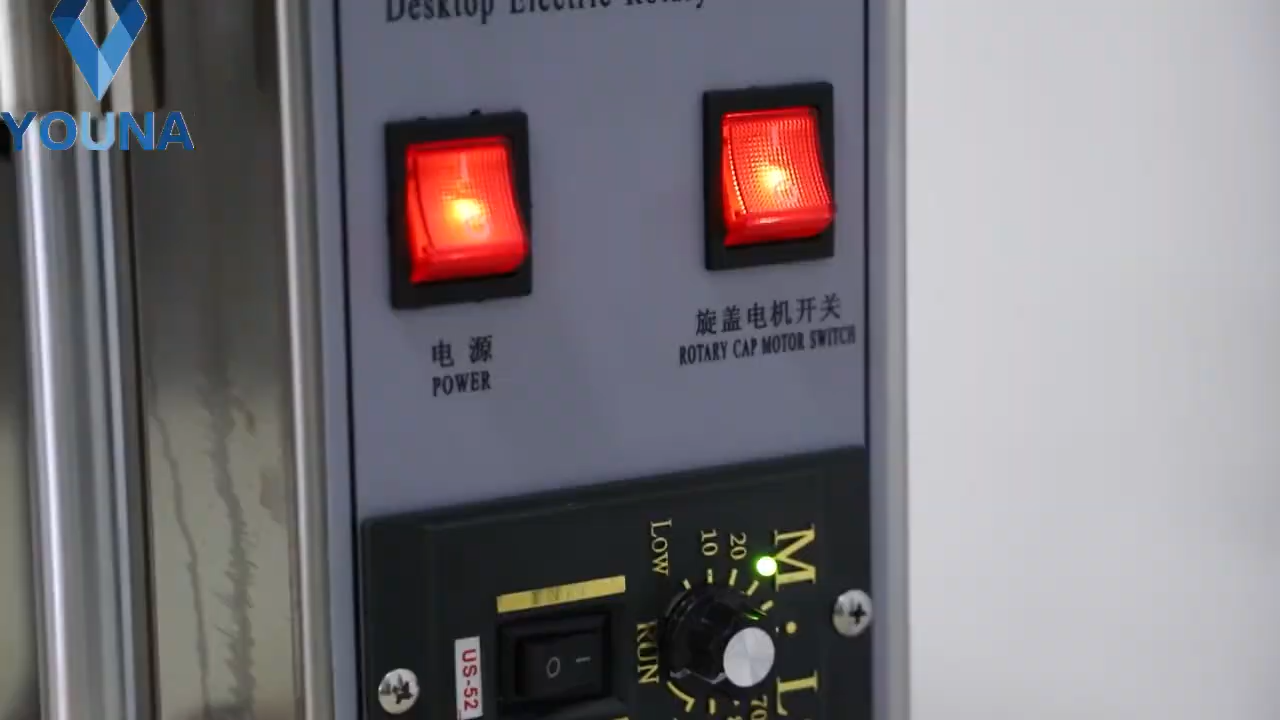 Desktop Electric Rotary
YOUNA
电源
POWER
旋盖电机开关
ROTARY CAP MOTOR SWITCH
LOW
10
20
M
RUN
US-52
70
L